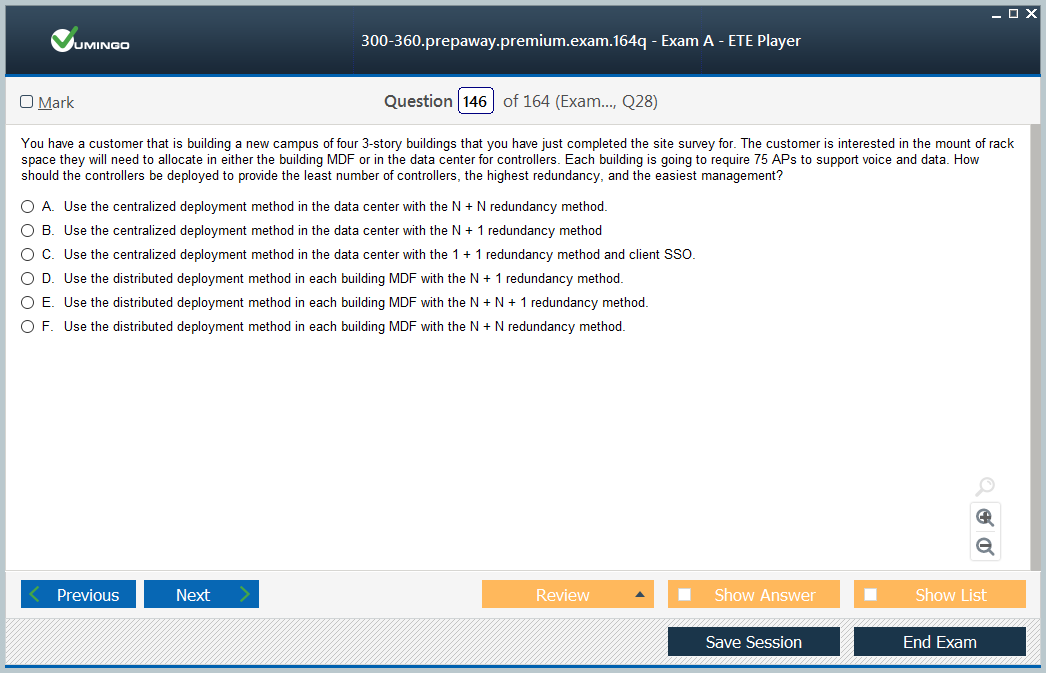 UMINGO
300-360.prepaway.premium.exam.164q - Exam A - ETE Player
Mark
Question 146 of 164 (Exam..., Q28)
You have a customer that is building a new campus of four 3-story buildings that you have just completed the site survey for. The customer is interested in the mount of rack
space they will need to allocate in either the building MDF or in the data center for controllers. Each building is going to require 75 APs to support voice and data. How
should the controllers be deployed to provide the least number of controllers, the highest redundancy, and the easiest management?
A. Use the centralized deployment method in the data center with the N + N redundancy method.
B. Use the centralized deployment method in the data center with the N + 1 redundancy method
C. Use the centralized deployment method in the data center with the 1 + 1 redundancy method and client SSO.
D. Use the distributed deployment method in each building MDF with the N + 1 redundancy method.
E. Use the distributed deployment method in each building MDF with the N + N + 1 redundancy method.
F. Use the distributed deployment method in each building MDF with the N + N redundancy method.
Previous Next Review Show Answer Show List
Save Session End Exam